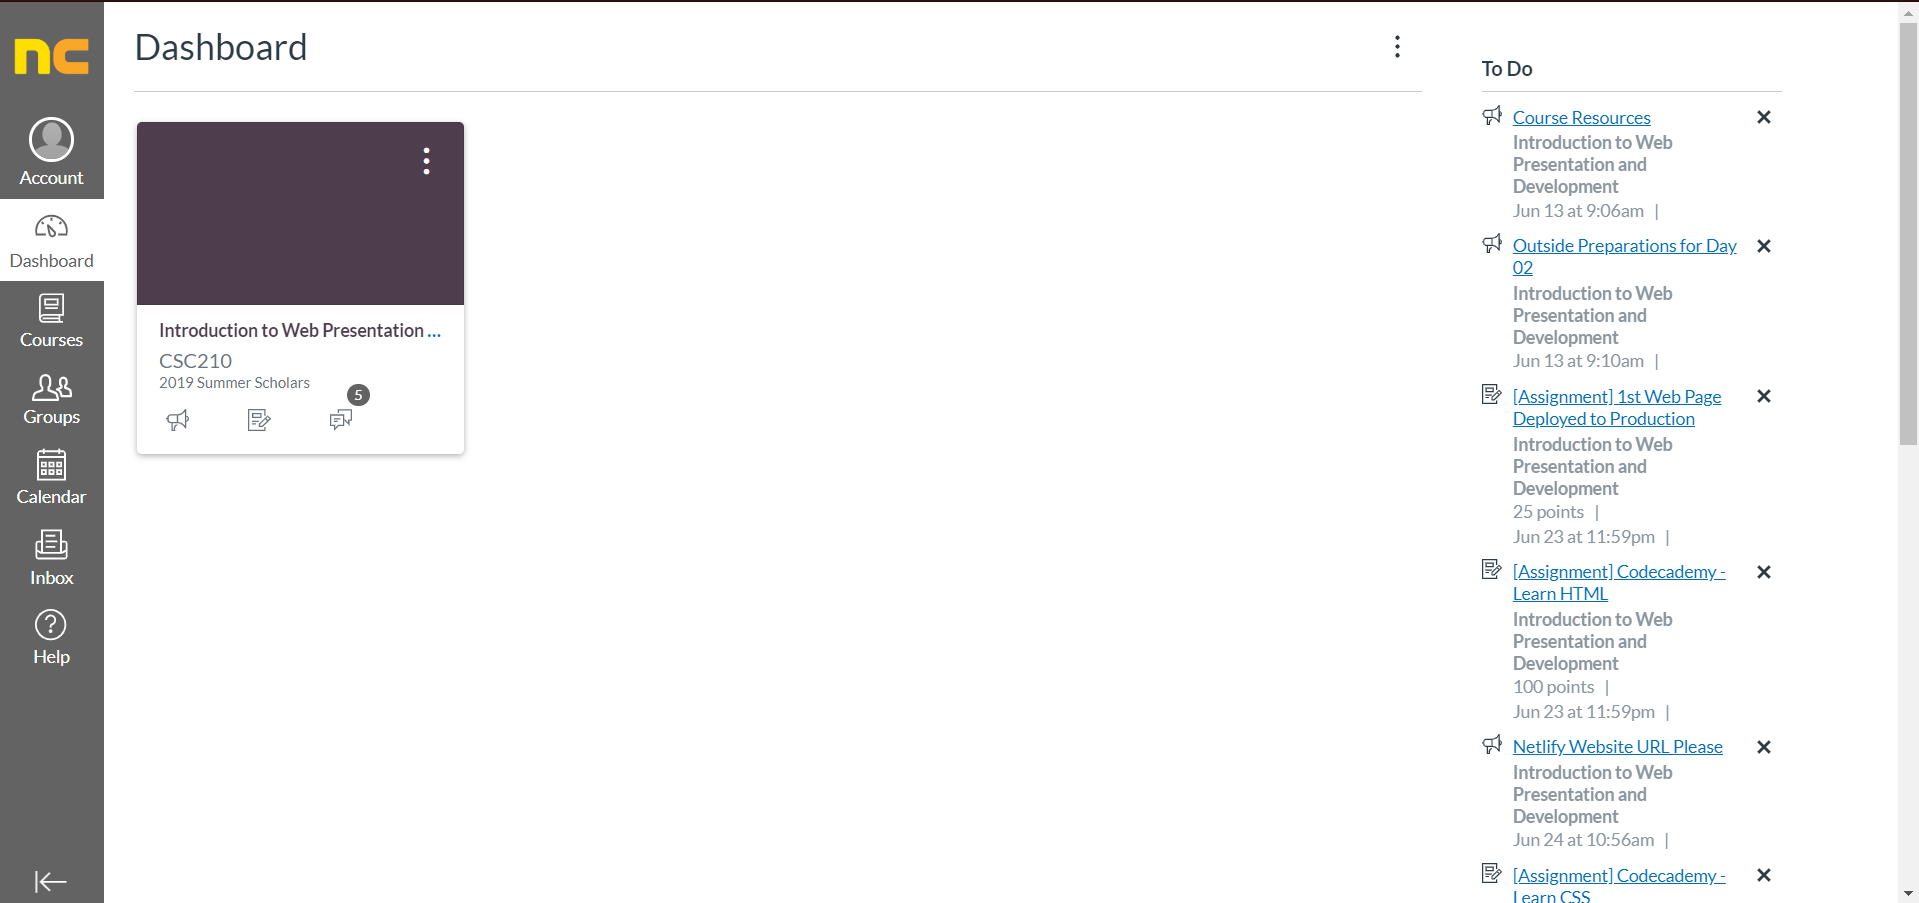 nc
Account
Dashboard
Courses
Groups
Calendar
Inbox
Help
Dashboard
Introduction to Web Presentation ...
CSC210
2019 Summer Scholars
5
To Do
Course Resources
Introduction to Web
Presentation and
Development
Jun 13 at 9:06am |
Outside Preparations for Day
02
Introduction to Web
Presentation and
Development
Jun 13 at 9:10am |
[Assignment] 1st Web Page
Deployed to Production
Introduction to Web
Presentation and
Development
25 points |
Jun 23 at 11:59pm |
[Assignment] Codecademy -
Learn HTML
Introduction to Web
Presentation and
Development
100 points |
Jun 23 at 11:59pm |
Netlify Website URL Please
Introduction to Web
Presentation and
Development
Jun 24 at 10:56am |
[Assignment] Codecademy -
Learn CSS